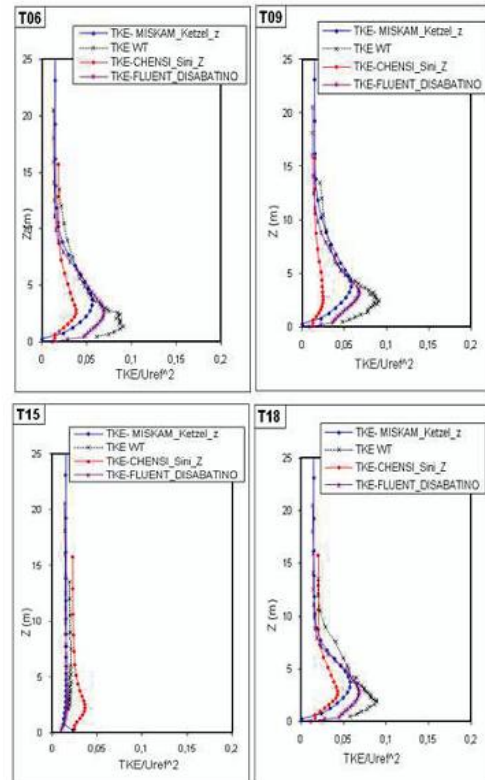 T06
TKE- MISKAM_Ketzel_z
TKE WT
TKE-CHENSI_Sini_Z
TKE-FLUENT_DISABATINO
25
20
15
10
5
0
Z (m)
0
0,05
0,1
0,15
0,2
TKE/Uref^2
T09
TKE- MISKAM_Ketzel_z
TKE WT
TKE-CHENSI_Sini_Z
TKE-FLUENT_DISABATINO
25
20
15
10
5
0
Z (m)
0
0,05
0,1
0,15
0,2
TKE/Uref^2
T15
TKE- MISKAM_Ketzel_z
TKE WT
TKE-CHENSI_Sini_Z
TKE-FLUENT_DISABATINO
25
20
15
10
5
0
Z (m)
0
0,05
0,1
0,15
0,2
TKE/Uref^2
T18
TKE- MISKAM_Ketzel_z
TKE WT
TKE-CHENSI_Sini_Z
TKE-FLUENT_DISABATINO
25
20
15
10
5
0
Z (m)
0
0,05
0,1
0,15
0,2
TKE/Uref^2